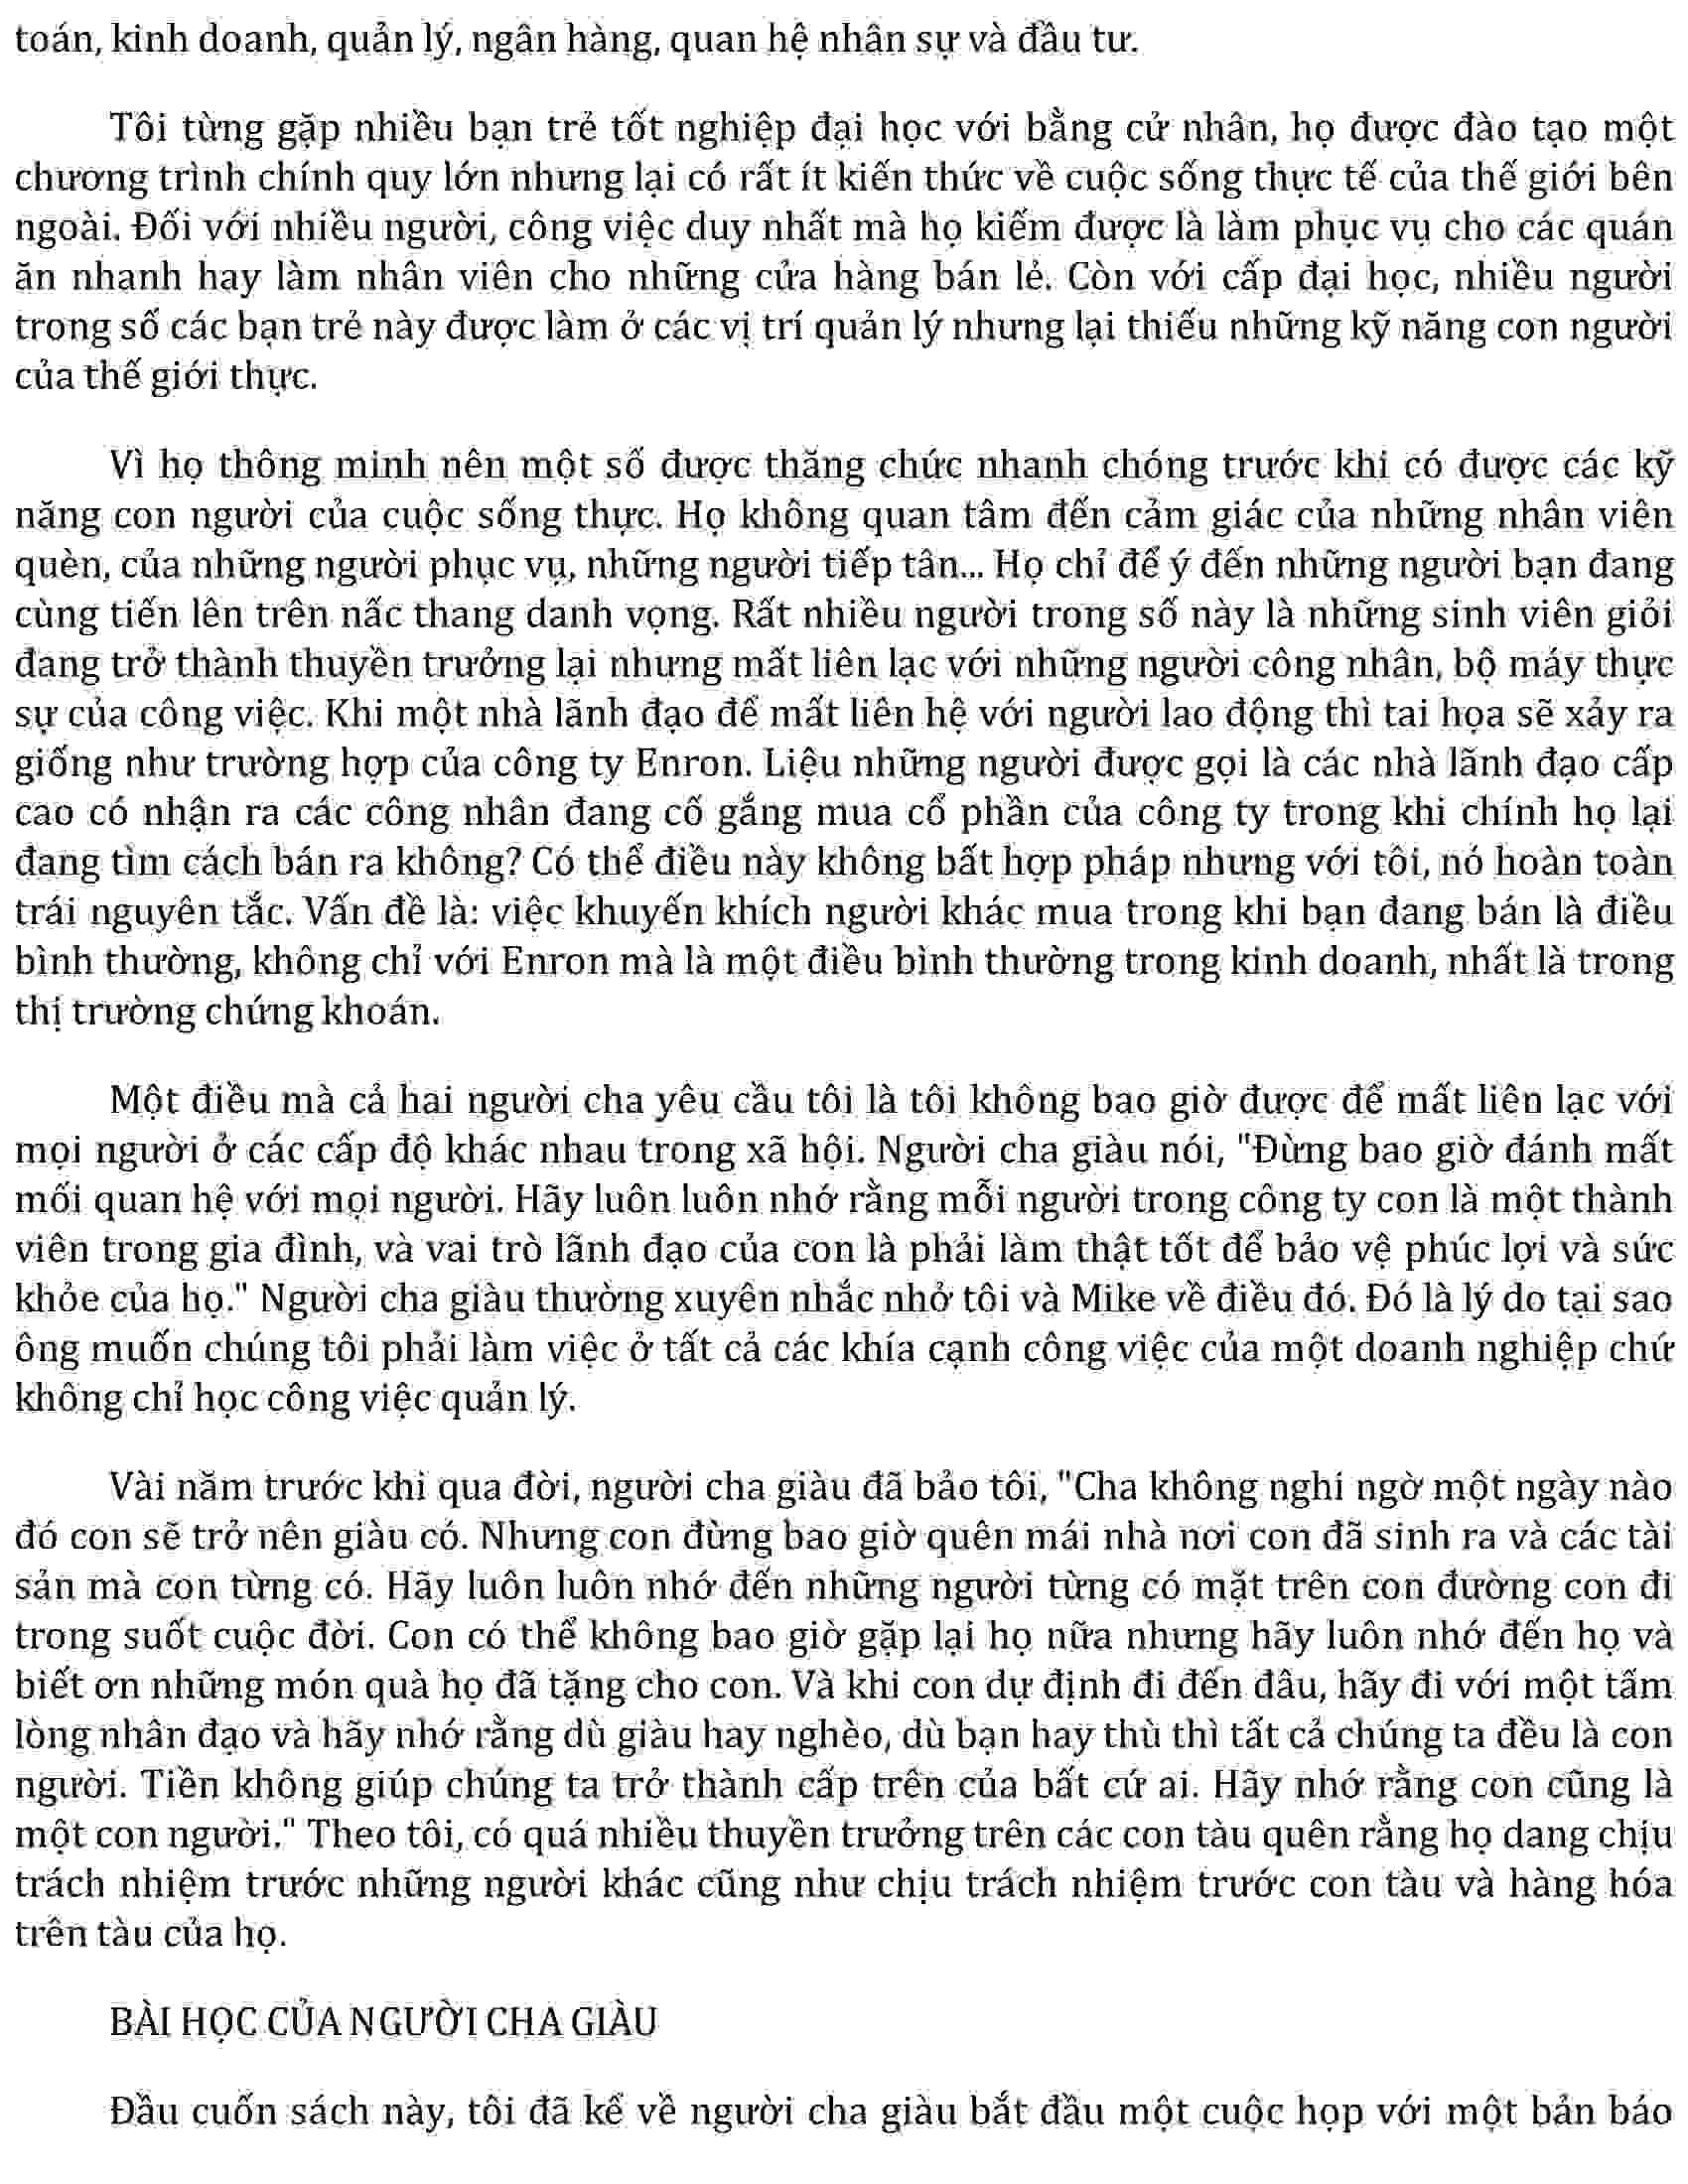 toán, kinh doanh, quản lý, ngân hàng, quan hệ nhân sự và đầu tư.
Tôi từng gặp nhiều bạn trẻ tốt nghiệp đại học với bằng cử nhân, họ được đào tạo một
chương trình chính quy lớn nhưng lại có rất ít kiến thức về cuộc sống thực tế của thế giới bên
ngoài. Đối với nhiều người, công việc duy nhất mà họ kiếm được là làm phục vụ cho các quán
ăn nhanh hay làm nhân viên cho những cửa hàng bán lẻ. Còn với cấp đại học, nhiều người
trong số các bạn trẻ này được làm ở các vị trí quản lý nhưng lại thiếu những kỹ năng con người
của thế giới thực.
Vì họ thông minh nên một số được thăng chức nhanh chóng trước khi có được các kỹ
năng con người của cuộc sống thực. Họ không quan tâm đến cảm giác của những nhân viên
quèn, của những người phục vụ, những người tiếp tân... Họ chỉ để ý đến những người bạn đang
cùng tiến lên trên nấc thang danh vọng. Rất nhiều người trong số này là những sinh viên giỏi
đang trở thành thuyền trưởng lại nhưng mất liên lạc với những người công nhân, bộ máy thực
sự của công việc. Khi một nhà lãnh đạo để mất liên hệ với người lao động thì tai họa sẽ xảy ra
giống như trường hợp của công ty Enron. Liệu những người được gọi là các nhà lãnh đạo cấp
cao có nhận ra các công nhân đang cố gắng mua cổ phần của công ty trong khi chính họ lại
đang tìm cách bán ra không? Có thể điều này không bất hợp pháp nhưng với tôi, nó hoàn toàn
trái nguyên tắc. Vấn đề là: việc khuyến khích người khác mua trong khi bạn đang bán là điều
bình thường, không chỉ với Enron mà là một điều bình thường trong kinh doanh, nhất là trong
thị trường chứng khoán.
Một điều mà cả hai người cha yêu cầu tôi là tôi không bao giờ được để mất liên lạc với
mọi người ở các cấp độ khác nhau trong xã hội. Người cha giàu nói, "Đừng bao giờ đánh mất
mối quan hệ với mọi người. Hãy luôn luôn nhớ rằng mỗi người trong công ty con là một thành
viên trong gia đình, và vai trò lãnh đạo của con là phải làm thật tốt để bảo vệ phúc lợi và sức
khỏe của họ." Người cha giàu thường xuyên nhắc nhở tôi và Mike về điều đó. Đó là lý do tại sao
ông muốn chúng tôi phải làm việc ở tất cả các khía cạnh công việc của một doanh nghiệp chứ
không chỉ học công việc quản lý.
Vài năm trước khi qua đời, người cha giàu đã bảo tôi, "Cha không nghi ngờ một ngày nào
đó con sẽ trở nên giàu có. Nhưng con đừng bao giờ quên mái nhà nơi con đã sinh ra và các tài
sản mà con từng có. Hãy luôn luôn nhớ đến những người từng có mặt trên con đường con đi
trong suốt cuộc đời. Con có thể không bao giờ gặp lại họ nữa nhưng hãy luôn nhớ đến họ và
biết ơn những món quà họ đã tặng cho con. Và khi con dự định đi đến đâu, hãy đi với một tấm
lòng nhân đạo và hãy nhớ rằng dù giàu hay nghèo, dù bạn hay thù thì tất cả chúng ta đều là con
người. Tiền không giúp chúng ta trở thành cấp trên của bất cứ ai. Hãy nhớ rằng con cũng là
một con người." Theo tôi, có quá nhiều thuyền trưởng trên các con tàu quên rằng họ dang chịu
trách nhiệm trước những người khác cũng như chịu trách nhiệm trước con tàu và hàng hóa
trên tàu của họ.
BÀI HỌC CỦA NGƯỜI CHA GIÀU
Đầu cuốn sách này, tôi đã kể về người cha giàu bắt đầu một cuộc họp với một bản báo